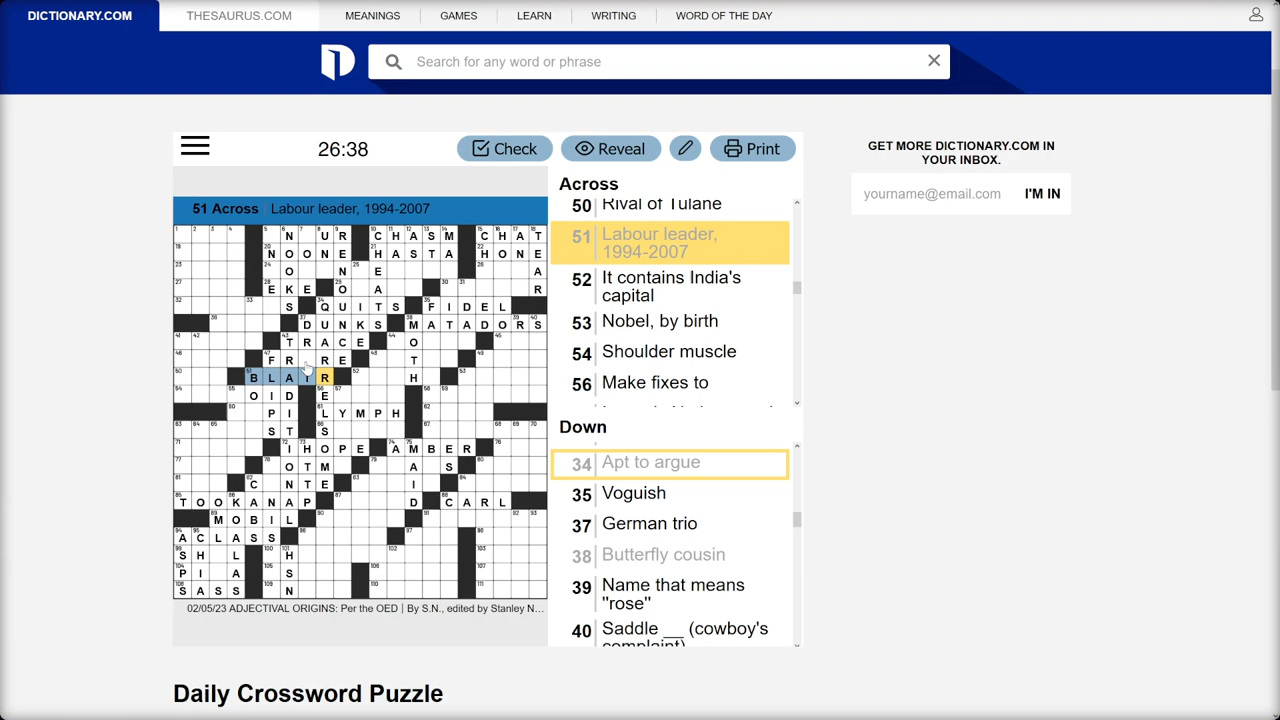 DICTIONARY.COM
THESAURUS.COM
MEANINGS
GAMES
LEARN
WRITING
WORD OF THE DAY
Search for any word or phrase
26:38
Check
Reveal
Print
GET MORE DICTIONARY.COM IN
YOUR INBOX.
yourname@email.com
I'M IN
51 Across Labour leader, 1994-2007
Across
50 Rival of Tulane
51 Labour leader,
1994-2007
52 It contains India's
capital
53 Nobel, by birth
54 Shoulder muscle
56 Make fixes to
Down
34 Apt to argue
35 Voguish
37 German trio
38 Butterfly cousin
39 Name that means
"rose"
40 Saddle __ (cowboy's
complaint)
N U R C H A S M C H A T
N O O N E H A S T A H O N E
O N E A
E K E O A R
S Q U I T S F I D E L
D U N K S M A T A D O R S
T R A C E O
F R R E T
B L A I R H
O I D E
P I L Y M P H
S T S
I H O P E A M B E R
O T M A S
C N T E I
T O O K A N A P D C A R L
M O B I L
A C L A S S
S H L H
P I A S
S A S S N
02/05/23 ADJECTIVAL ORIGINS: Per the OED | By S.N., edited by Stanley N...
Daily Crossword Puzzle